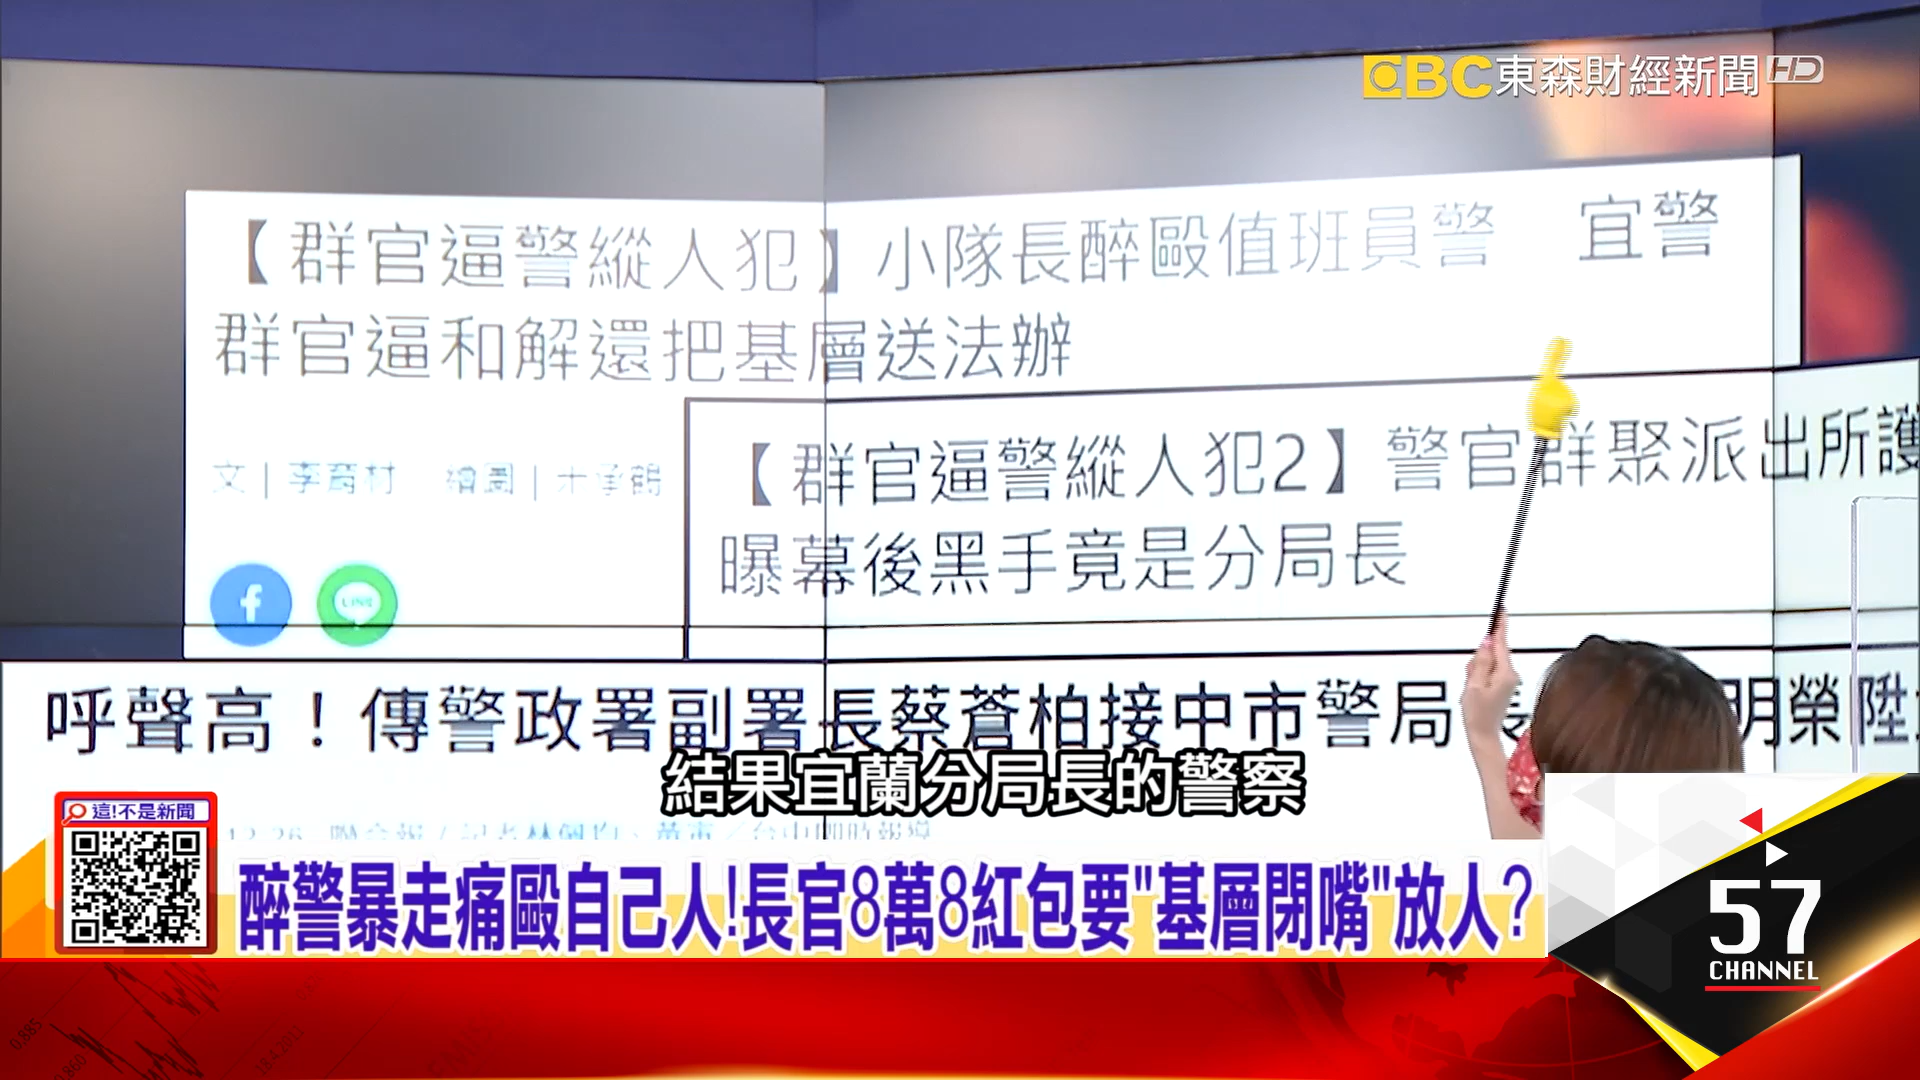 EBC東森財經新聞HD
【群官逼警縱人犯】小隊長醉毆值班員警 宜警
群官逼和解還把基層送法辦
【群官逼警縱人犯2】警官群聚派出所護
曝幕後黑手竟是分局長
LINE
呼聲高！傳警政署副署長蔡蒼柏接中市警局長 明榮陞
結果宜蘭分局長的警察
這!不是新聞
醉警暴走痛毆自己人!長官8萬8紅包要"基層閉嘴"放人?
57
CHANNEL